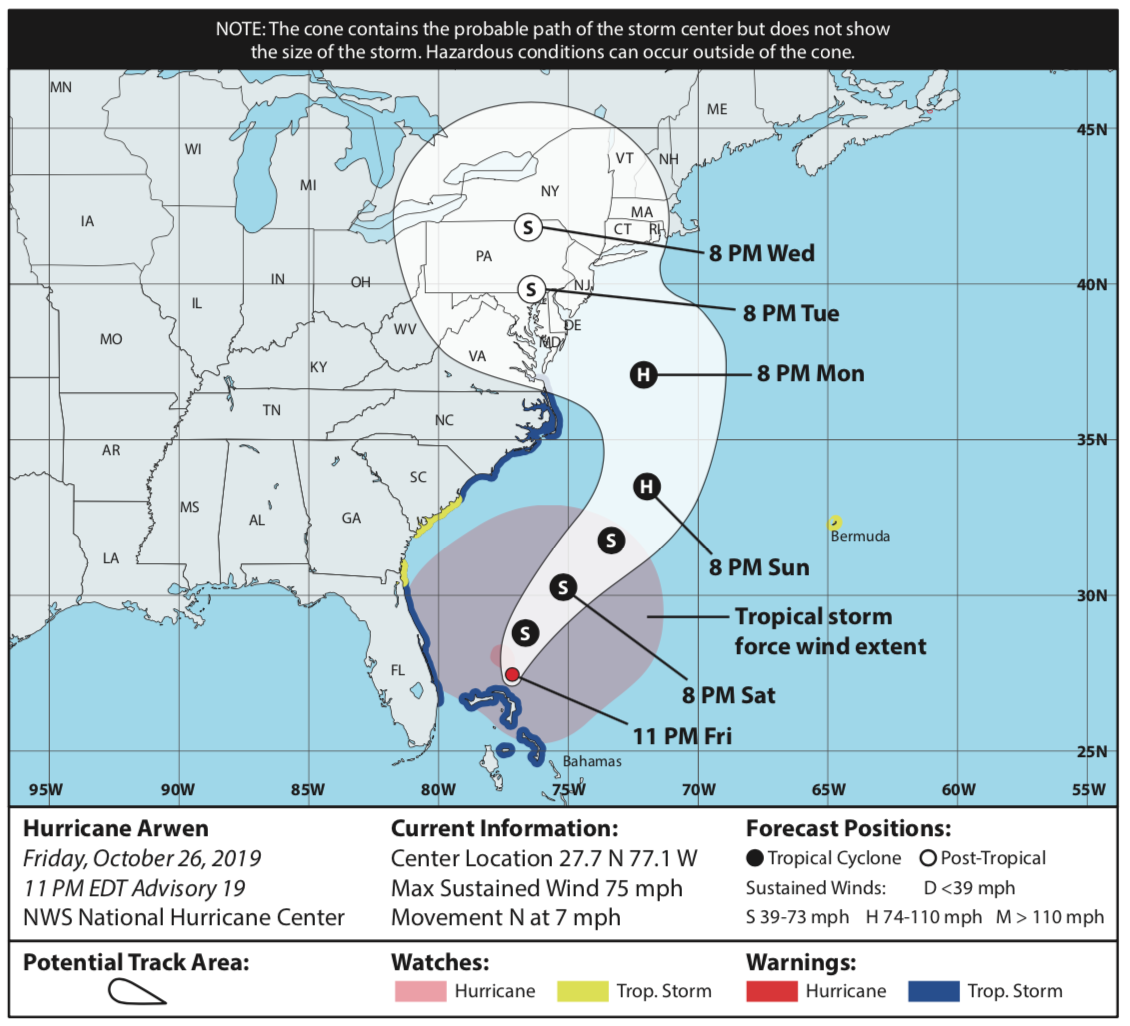 NOTE: The cone contains the probable path of the storm center but does not show
the size of the storm. Hazardous conditions can occur outside of the cone.
MN
ME
45N
WI
VT
NH
MI
NY
MA
IA
CT
RI
8 PM Wed
PA
IN
OH
NJ
40N
IL
8 PM Tue
WV
DE
MO
MD
VA
KY
8 PM Mon
TN
NC
35N
AR
SC
MS
AL
GA
Bermuda
LA
8 PM Sun
30N
Tropical storm
force wind extent
FL
8 PM Sat
11 PM Fri
25N
Bahamas
95W 90W 85W 80W 75W 70W 65W 60W 55W
S
S
H
H
S
S
S
Hurricane Arwen
Friday, October 26, 2019
11 PM EDT Advisory 19
NWS National Hurricane Center
Current Information:
Center Location 27.7 N 77.1 W
Max Sustained Wind 75 mph
Movement N at 7 mph
Forecast Positions:
Tropical Cyclone Post-Tropical
Sustained Winds: D <39 mph
S 39-73 mph H 74-110 mph M > 110 mph
Potential Track Area:
Watches:
Hurricane Trop. Storm
Warnings:
Hurricane Trop. Storm